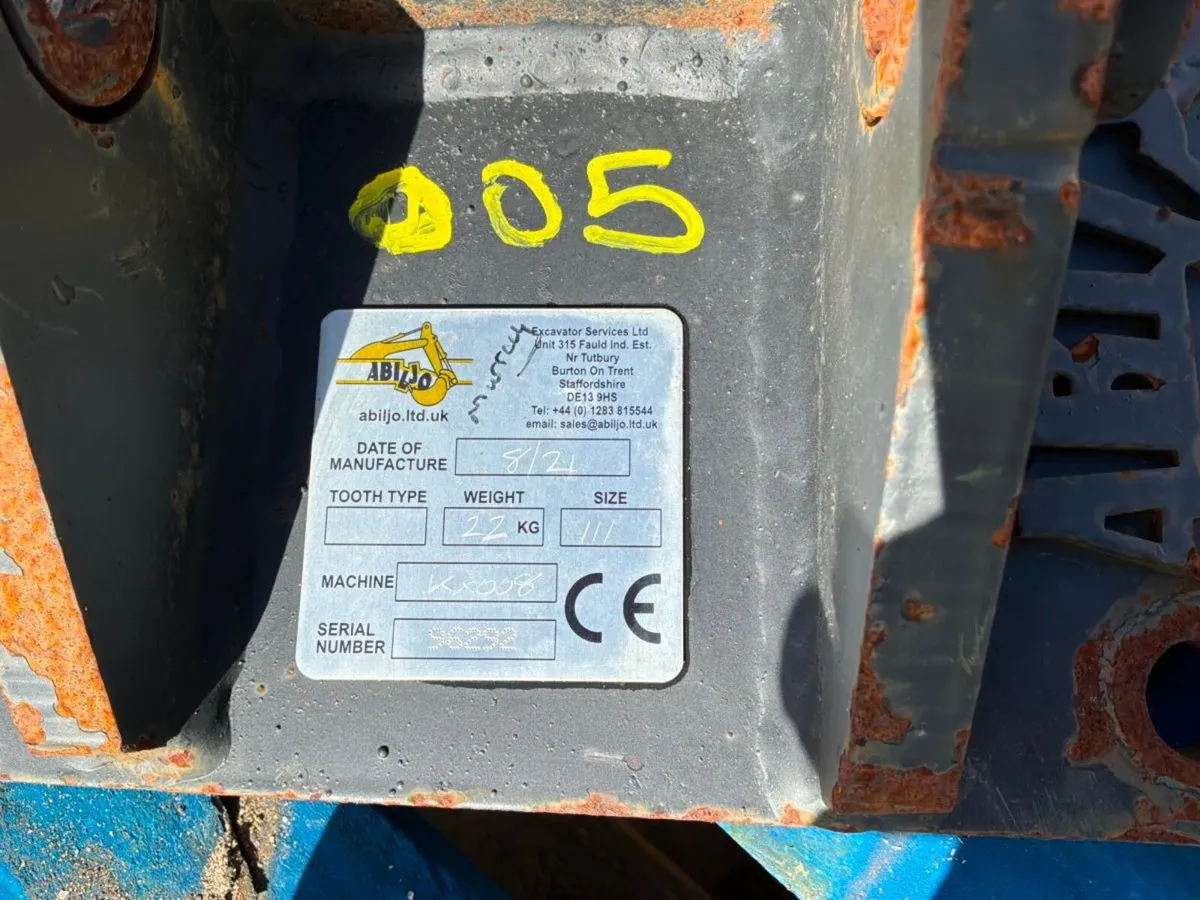 005
ABILJO
abiljo.ltd.uk
Excavator Services Ltd
Unit 315 Fauld Ind. Est.
Nr Tutbury
Burton On Trent
Staffordshire
DE13 9HS
Tel: +44 (0) 1283 815544
email: sales@abiljo.ltd.uk
DATE OF MANUFACTURE 8/21
TOOTH TYPE WEIGHT SIZE
22 KG 111
MACHINE
CE
SERIAL NUMBER 96292